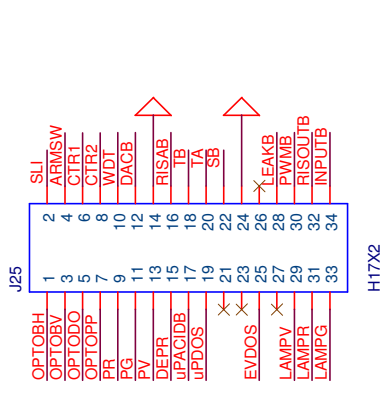 SLI
ARMSW
CTR1
CTR2
WDT
DACB
RISAB
TB
TA
SB
LEAKB
PWMB
RISOUTB
INPUTB
2
4
6
8
10
12
14
16
18
20
22
24
26
28
30
32
34
J25
H17X2
1
3
5
7
9
11
13
15
17
19
21
23
25
27
29
31
33
OPTOBH
OPTOBV
OPTODO
OPTOPP
PR
PG
PV
DEPR
uPACIDB
uPDOS
EVDOS
LAMPV
LAMPR
LAMPG